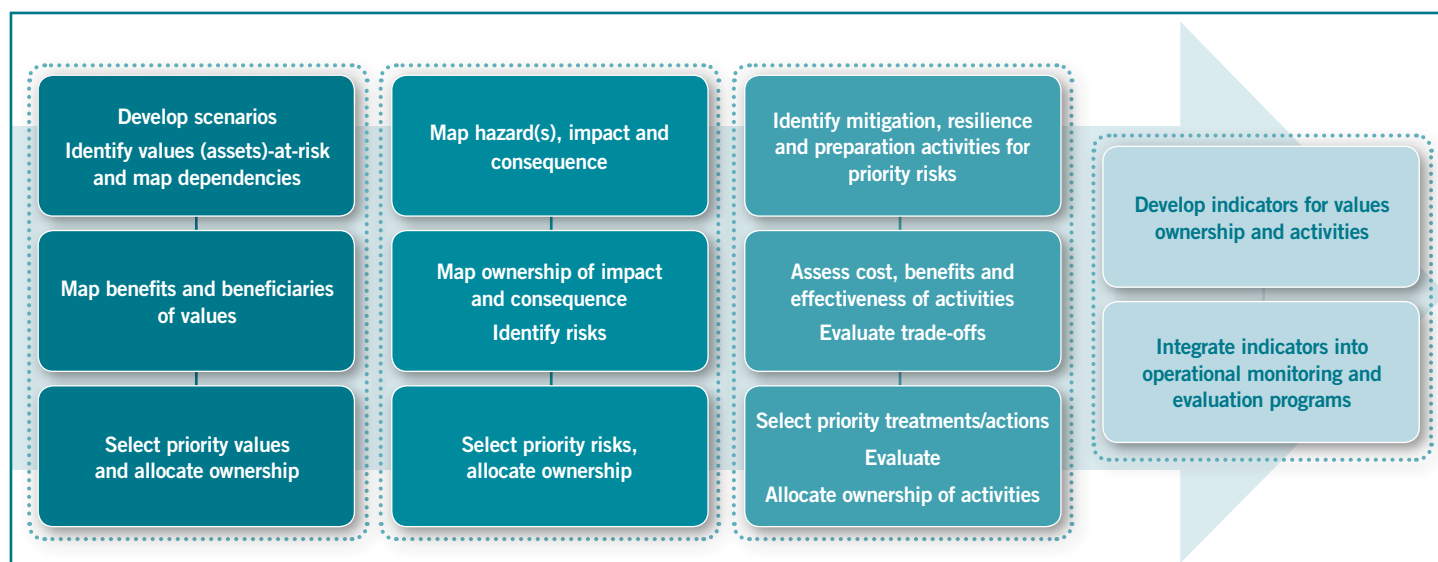 Develop scenarios
Identify values (assets)-at-risk
and map dependencies
Map benefits and beneficiaries
of values
Select priority values
and allocate ownership
Map hazard(s), impact and
consequence
Map ownership of impact
and consequence
Identify risks
Select priority risks,
allocate ownership
Identify mitigation, resilience
and preparation activities for
priority risks
Assess cost, benefits and
effectiveness of activities
Evaluate trade-offs
Select priority treatments/actions
Evaluate
Allocate ownership of activities
Develop indicators for values
ownership and activities
Integrate indicators into
operational monitoring and
evaluation programs